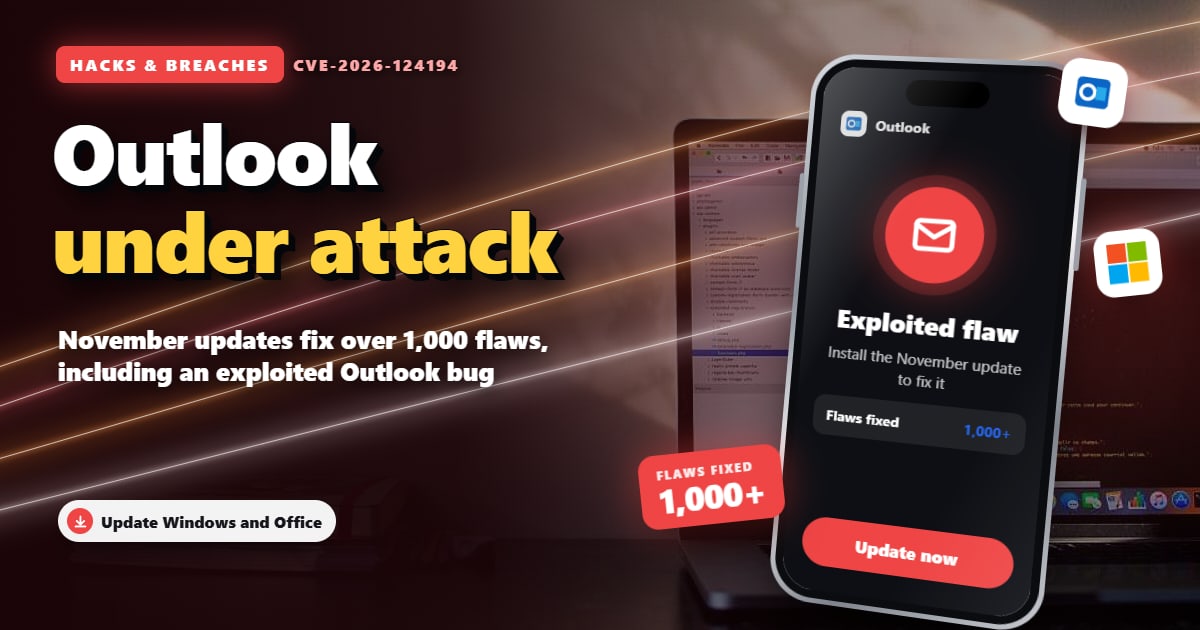 HACKS & BREACHES CVE-2026-124194
Outlook
under attack
November updates fix over 1,000 flaws,
including an exploited Outlook bug
Update Windows and Office
Outlook
Exploited flaw
Install the November update
to fix it
Flaws fixed 1,000+
Update now
FLAWS FIXED
1,000+